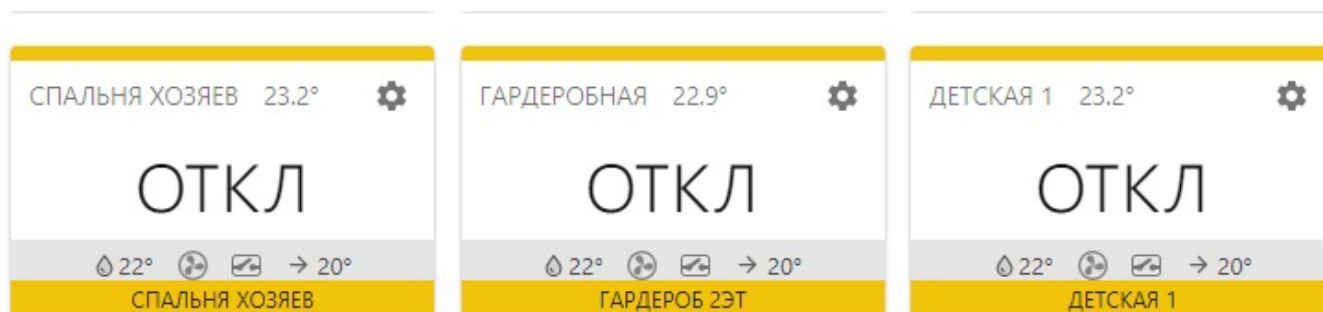 СПАЛЬНЯ ХОЗЯЕВ 23.2°
ОТКЛ
22° → 20°
СПАЛЬНЯ ХОЗЯЕВ
ГАРДЕРОБНАЯ 22.9°
ОТКЛ
22° → 20°
ГАРДЕРОБ 2ЭТ
ДЕТСКАЯ 1 23.2°
ОТКЛ
22° → 20°
ДЕТСКАЯ 1